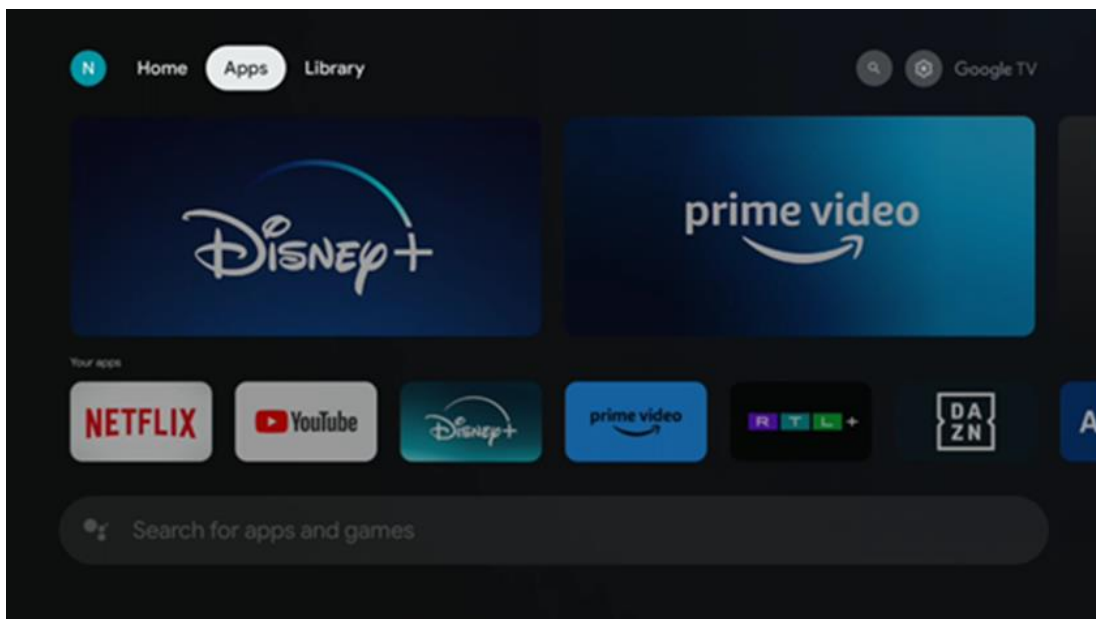 N Home Apps Library Google TV
Disney+ prime video
Your apps
NETFLIX YouTube Disney+ prime video RTL+ DAZN A
Search for apps and games